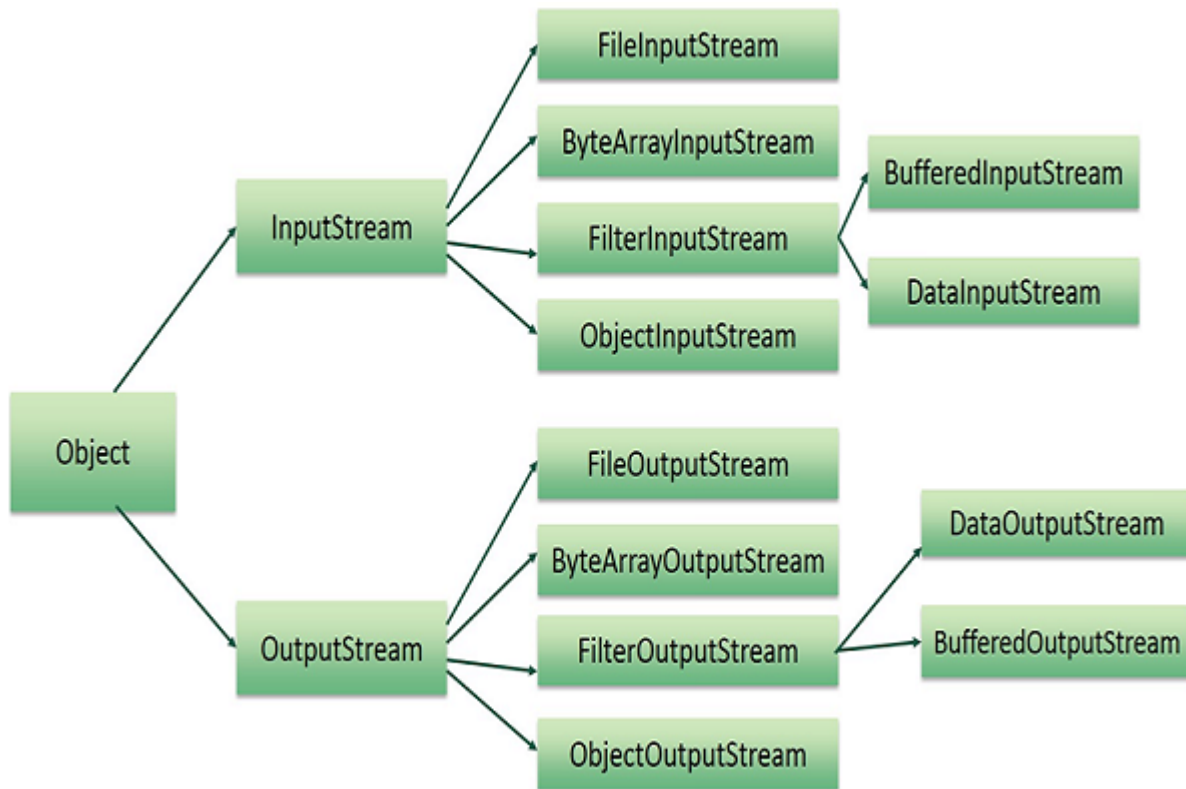 FileInputStream
ByteArrayInputStream
BufferedInputStream
InputStream
FilterInputStream
DataInputStream
ObjectInputStream
Object
FileOutputStream
DataOutputStream
ByteArrayOutputStream
OutputStream
FilterOutputStream
BufferedOutputStream
ObjectOutputStream